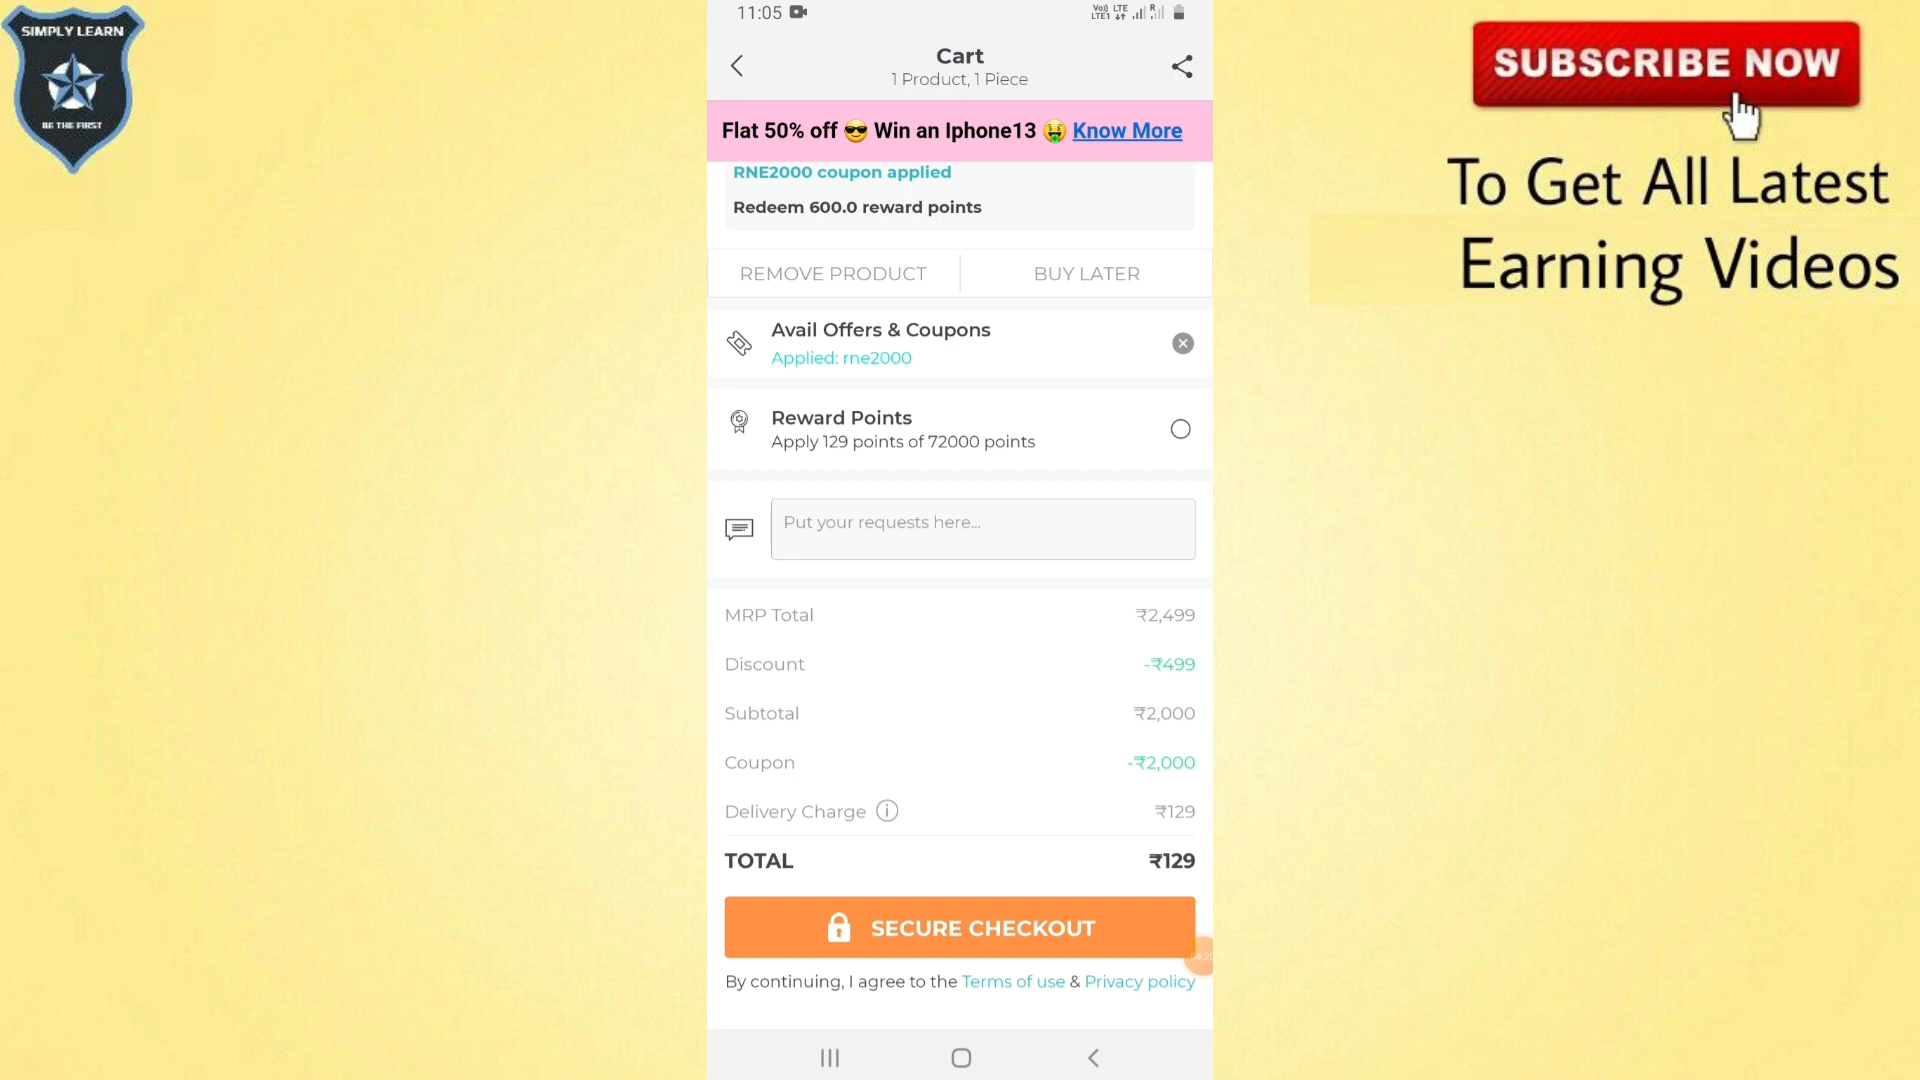 SIMPLY LEARN
BE THE FIRST
11:05
Vo) LTE R
LTE1
Cart
1 Product, 1 Piece
Flat 50% off 😎 Win an Iphone13 🤑 Know More
RNE2000 coupon applied
Redeem 600.0 reward points
REMOVE PRODUCT BUY LATER
Avail Offers & Coupons
Applied: rne2000
Reward Points
Apply 129 points of 72000 points
Put your requests here...
MRP Total ₹2,499
Discount -₹499
Subtotal ₹2,000
Coupon -₹2,000
Delivery Charge ₹129
TOTAL ₹129
SECURE CHECKOUT
By continuing, I agree to the Terms of use & Privacy policy
SUBSCRIBE NOW
To Get All Latest
Earning Videos